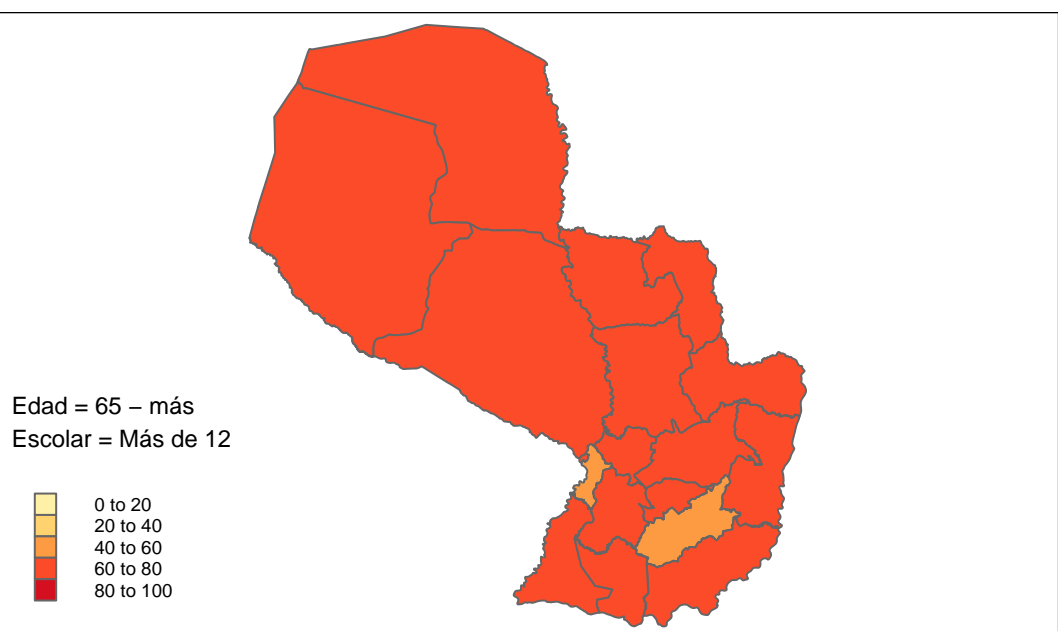 Edad = 65 − más
Escolar = Más de 12
0 to 20
20 to 40
40 to 60
60 to 80
80 to 100